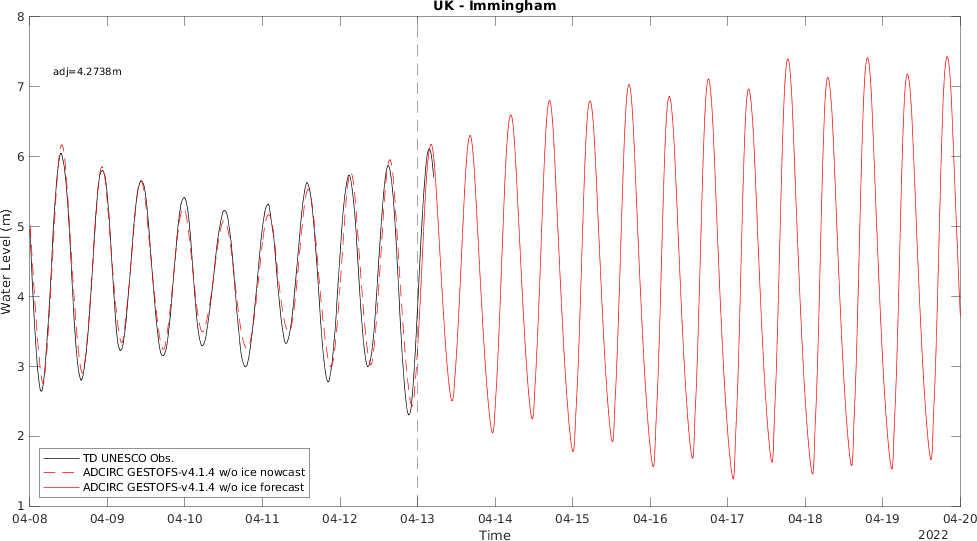 UK - Immingham
8
7
6
5
4
3
2
1
Water Level (m)
adj=4.2738m
TD UNESCO Obs.
ADCIRC GESTOFS-v4.1.4 w/o ice nowcast
ADCIRC GESTOFS-v4.1.4 w/o ice forecast
04-08 04-09 04-10 04-11 04-12 04-13 04-14 04-15 04-16 04-17 04-18 04-19 04-20
Time
2022